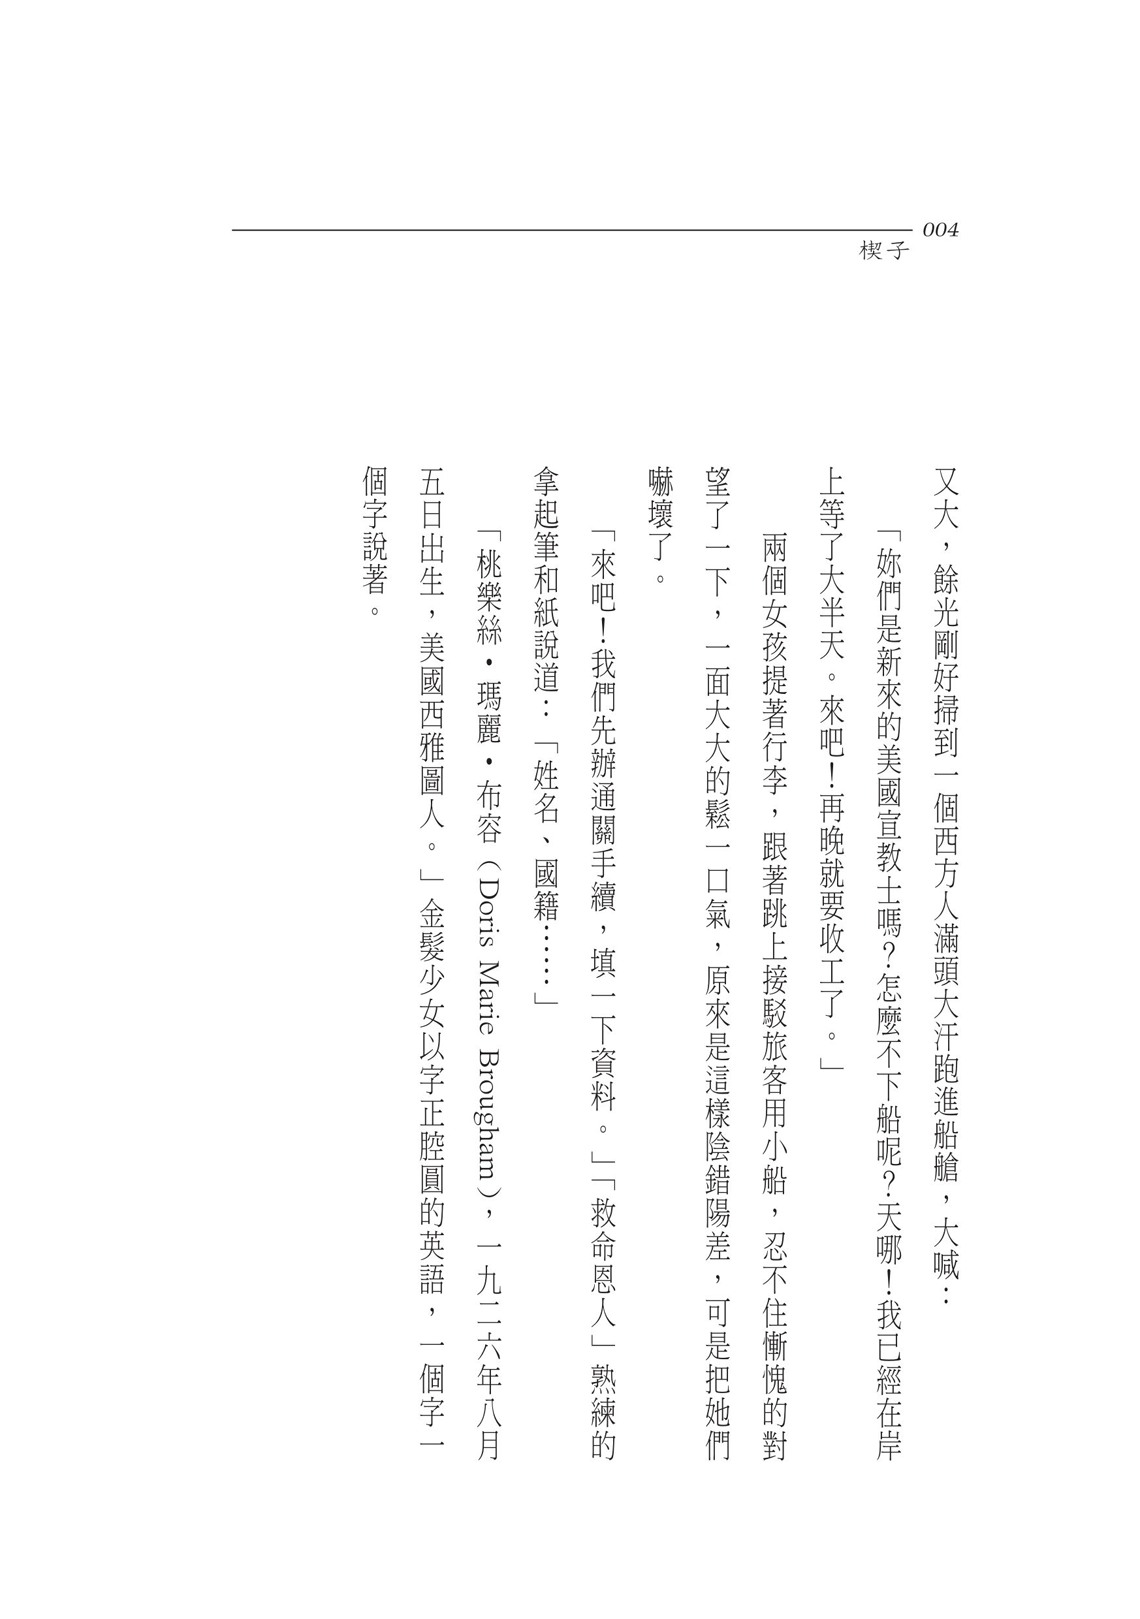 004
楔子
又大，餘光剛好掃到一個西方人滿頭大汗跑進船艙，大喊：
「妳們是新來的美國宣教士嗎？怎麼不下船呢？天哪！我已經在岸
上等了大半天。來吧！再晚就要收工了。」
兩個女孩提著行李，跟著跳上接駁旅客用小船，忍不住慚愧的對
望了一下，一面大大的鬆一口氣，原來是這樣陰錯陽差，可是把她們
嚇壞了。
「來吧！我們先辦通關手續，填一下資料。」「救命恩人」熟練的
拿起筆和紙說道：「姓名、國籍……」
「桃樂絲•瑪麗•布容（Doris Marie Brougham），一九二六年八月
五日出生，美國西雅圖人。」金髮少女以字正腔圓的英語，一個字一
個字說著。